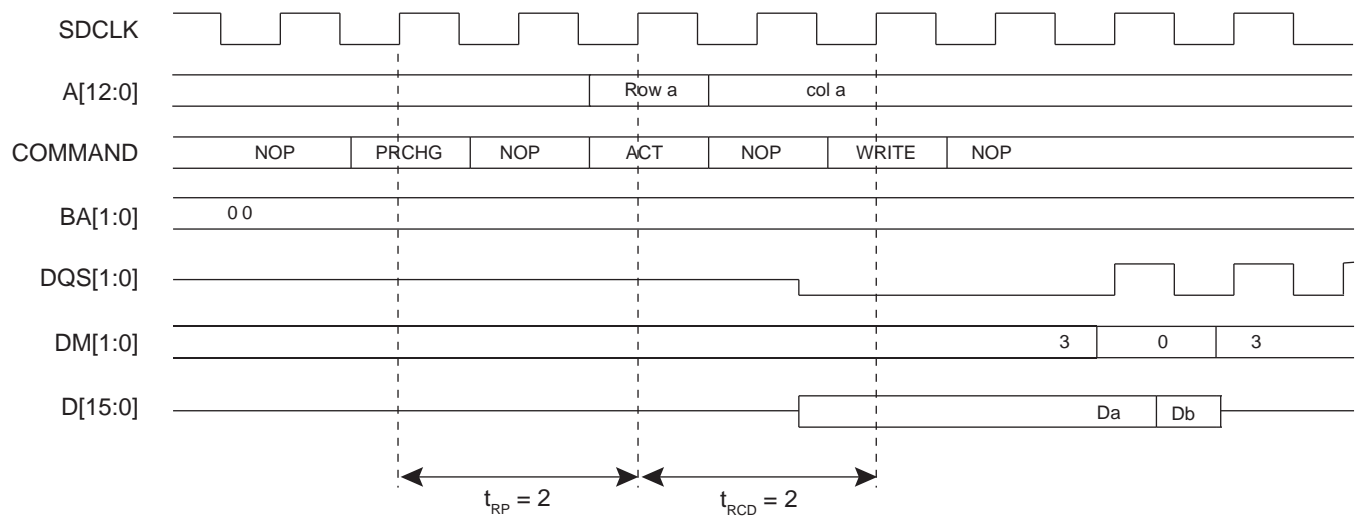 SDCLK
A[12:0] Row a col a
COMMAND NOP PRCHG NOP ACT NOP WRITE NOP
BA[1:0] 0 0
DQS[1:0]
DM[1:0] 3 0 3
D[15:0] Da Db
tRP = 2 tRCD = 2